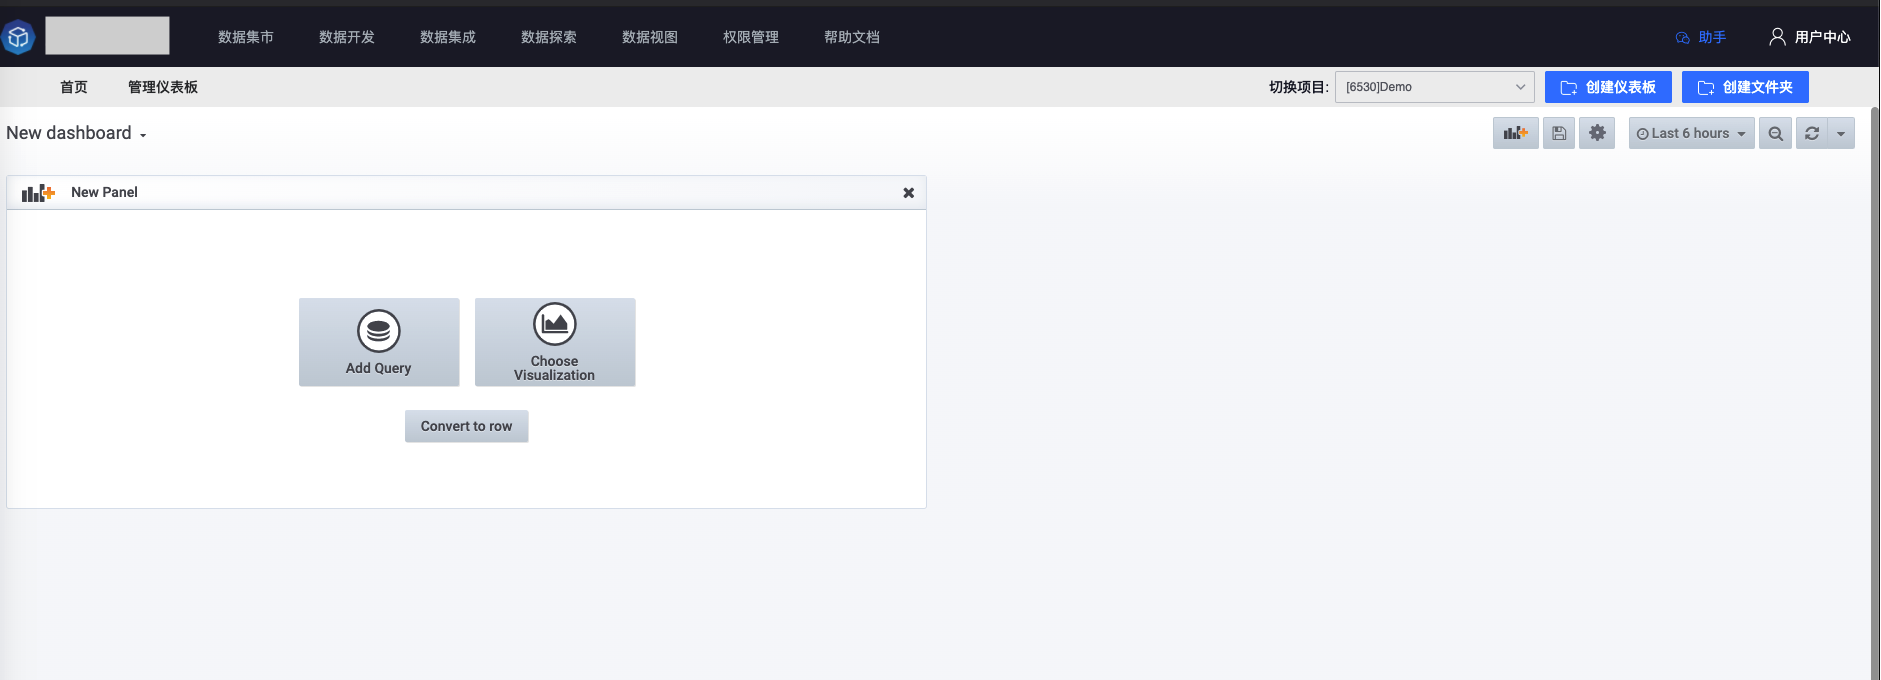 数据集市 数据开发 数据集成 数据探索 数据视图 权限管理 帮助文档 助手 用户中心
首页 管理仪表板 切换项目: [6530]Demo 创建仪表板 创建文件夹
New dashboard Last 6 hours
New Panel
Add Query
Choose
Visualization
Convert to row